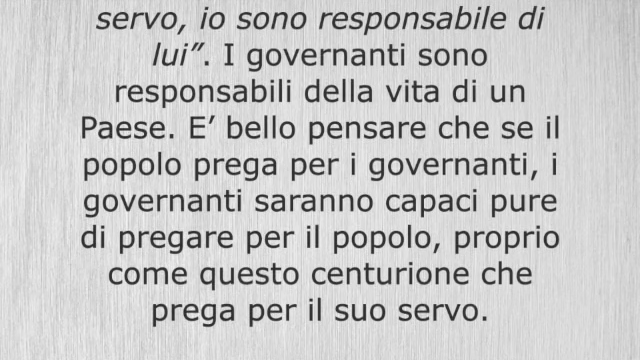 servo, io sono responsabile di
lui”. I governanti sono
responsabili della vita di un
Paese. E’ bello pensare che se il
popolo prega per i governanti, i
governanti saranno capaci pure
di pregare per il popolo, proprio
come questo centurione che
prega per il suo servo.